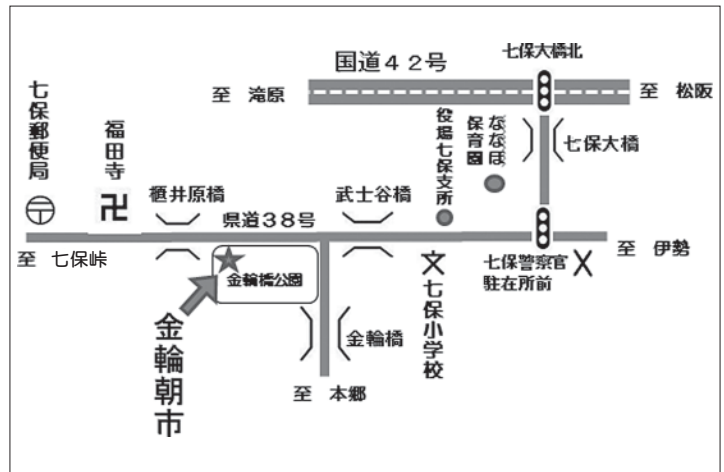 国道４２号
七保大橋北
至 滝原
至 松阪
七保郵便局
福田寺
役場七保支所
ななほ
保育園
七保大橋
櫃井原橋
県道３８号
武士谷橋
至 七保峠
至 伊勢
金輪橋公園
七保警察官
駐在所前
金輪朝市
金輪橋
七保小学校
至 本郷